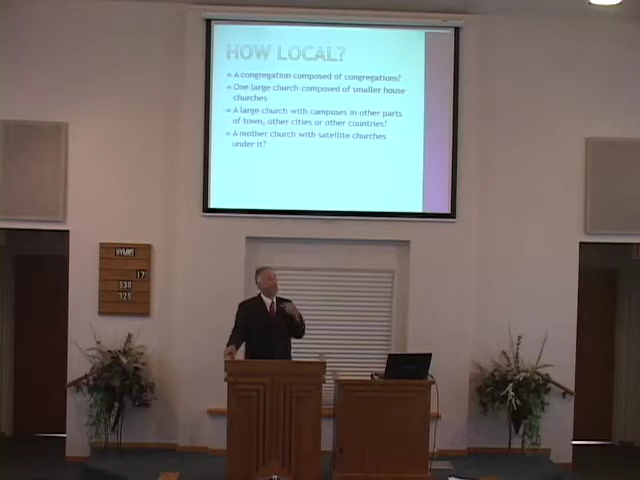 HOW LOCAL?
A congregation composed of congregations?
One large church composed of smaller house
churches
A large church with campuses in other parts
of town, other cities or other countries?
A mother church with satellite churches
under it?
HYMNS
17
538
325